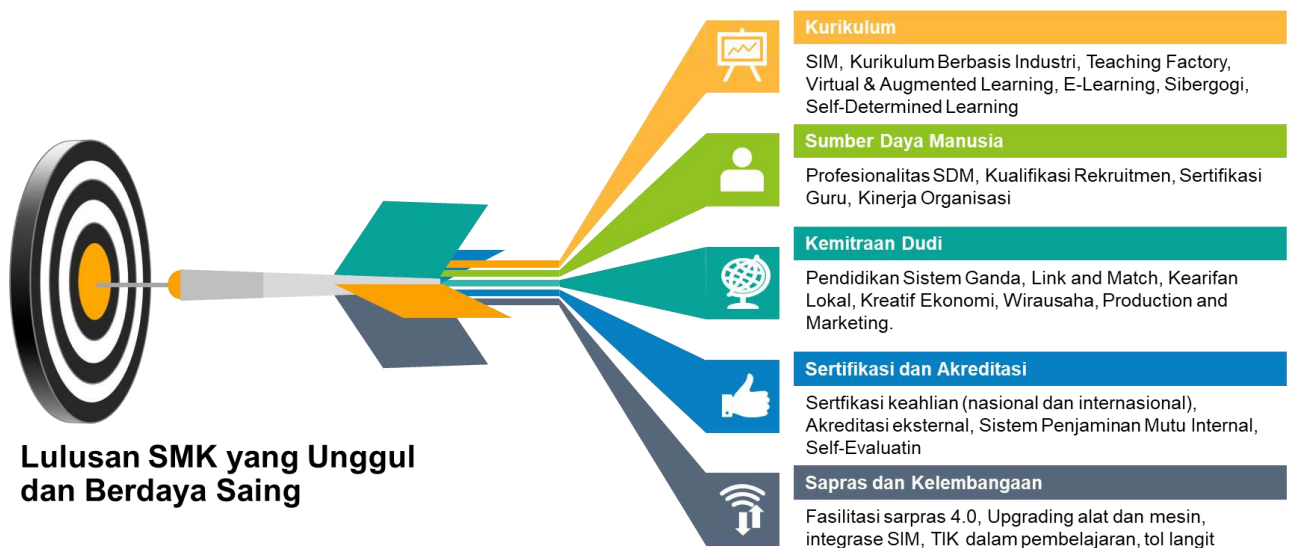 Kurikulum
SIM, Kurikulum Berbasis Industri, Teaching Factory,
Virtual & Augmented Learning, E-Learning, Sibergogi,
Self-Determined Learning
Sumber Daya Manusia
Profesionalitas SDM, Kualifikasi Rekruitmen, Sertifikasi
Guru, Kinerja Organisasi
Kemitraan Dudi
Pendidikan Sistem Ganda, Link and Match, Kearifan
Lokal, Kreatif Ekonomi, Wirausaha, Production and
Marketing.
Sertifikasi dan Akreditasi
Sertfikasi keahlian (nasional dan internasional),
Akreditasi eksternal, Sistem Penjaminan Mutu Internal,
Self-Evaluatin
Sapras dan Kelembangaan
Fasilitasi sarpras 4.0, Upgrading alat dan mesin,
integrase SIM, TIK dalam pembelajaran, tol langit
Lulusan SMK yang Unggul
dan Berdaya Saing